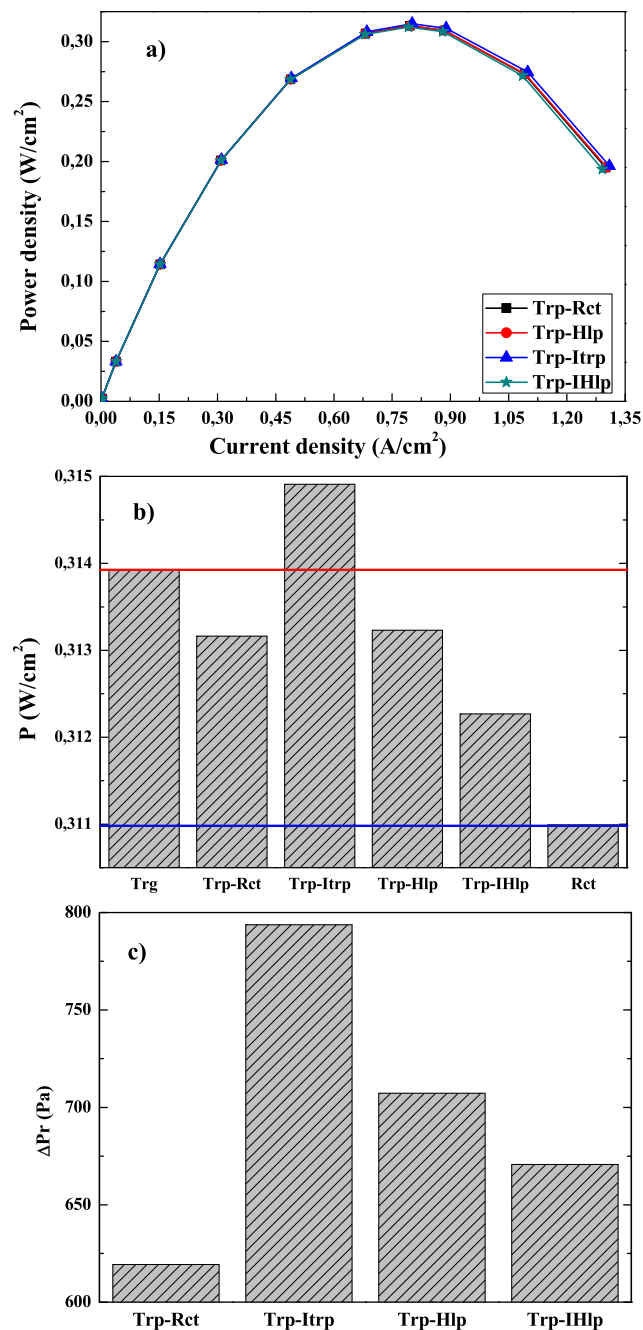 a)
0,30
0,25
0,20
0,15
0,10
0,05
0,00
Power density (W/cm²)
Trp-Rct
Trp-Hlp
Trp-Itrp
Trp-IHlp
0,00 0,15 0,30 0,45 0,60 0,75 0,90 1,05 1,20 1,35
Current density (A/cm²)
b)
0,315
0,314
0,313
0,312
0,311
P (W/cm²)
Trg Trp-Rct Trp-Itrp Trp-Hlp Trp-IHlp Rct
c)
800
750
700
650
600
ΔPr (Pa)
Trp-Rct Trp-Itrp Trp-Hlp Trp-IHlp